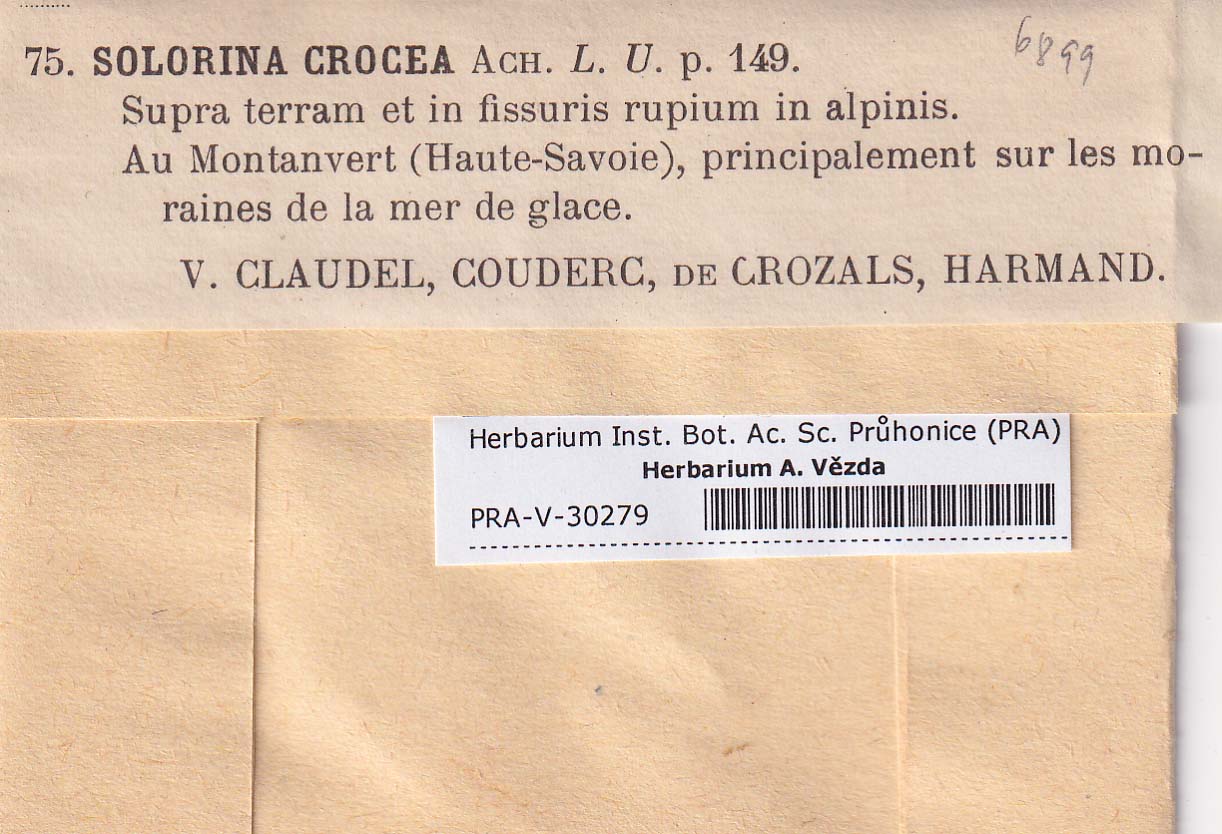 75. SOLORINA CROCEA ACH. L. U. p. 149.
6899
Supra terram et in fissuris rupium in alpinis.
Au Montanvert (Haute-Savoie), principalement sur les mo-
raines de la mer de glace.
V. CLAUDEL, COUDERC, DE CROZALS, HARMAND.
Herbarium Inst. Bot. Ac. Sc. Průhonice (PRA)
Herbarium A. Vězda
PRA-V-30279